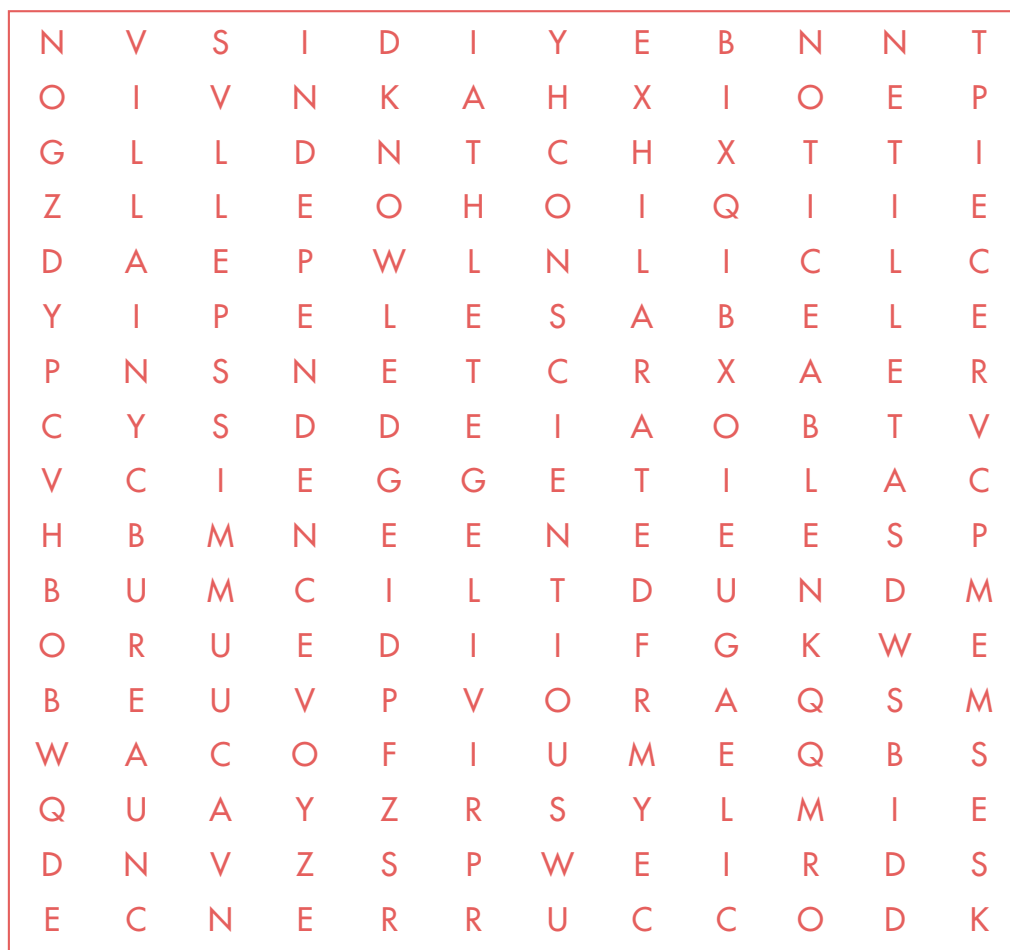 N V S I D I Y E B N N T
O I V N K A H X I O E P
G L L D N T C H X T T I
Z L L E O H O I Q I I E
D A E P W L N L I C L C
Y I P E L E S A B E L E
P N S N E T C R X A E R
C Y S D D E I A O B T V
V C I E G G E T I L A C
H B M N E E N E E E S P
B U M C I L T D U N D M
O R U E D I I F G K W E
B E U V P V O R A Q S M
W A C O F I U M E Q B S
Q U A Y Z R S Y L M I E
D N V Z S P W E I R D S
E C N E R R U C C O D K